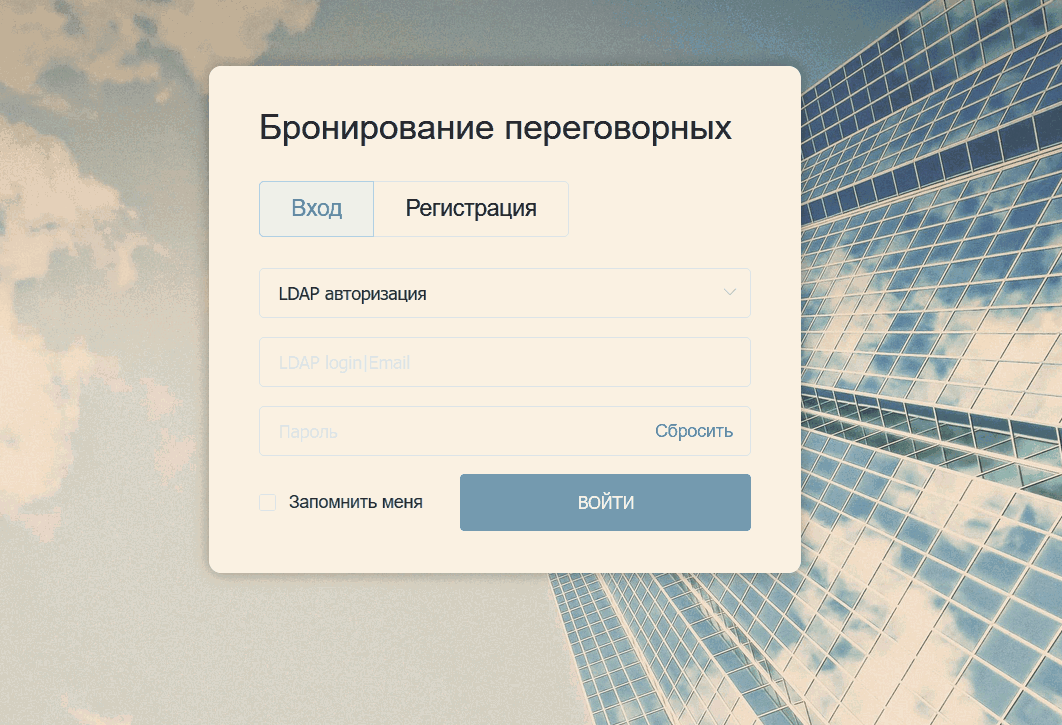 Бронирование переговорных
Вход
Регистрация
LDAP авторизация
LDAP login|Email
Пароль
Сбросить
Запомнить меня
ВОЙТИ